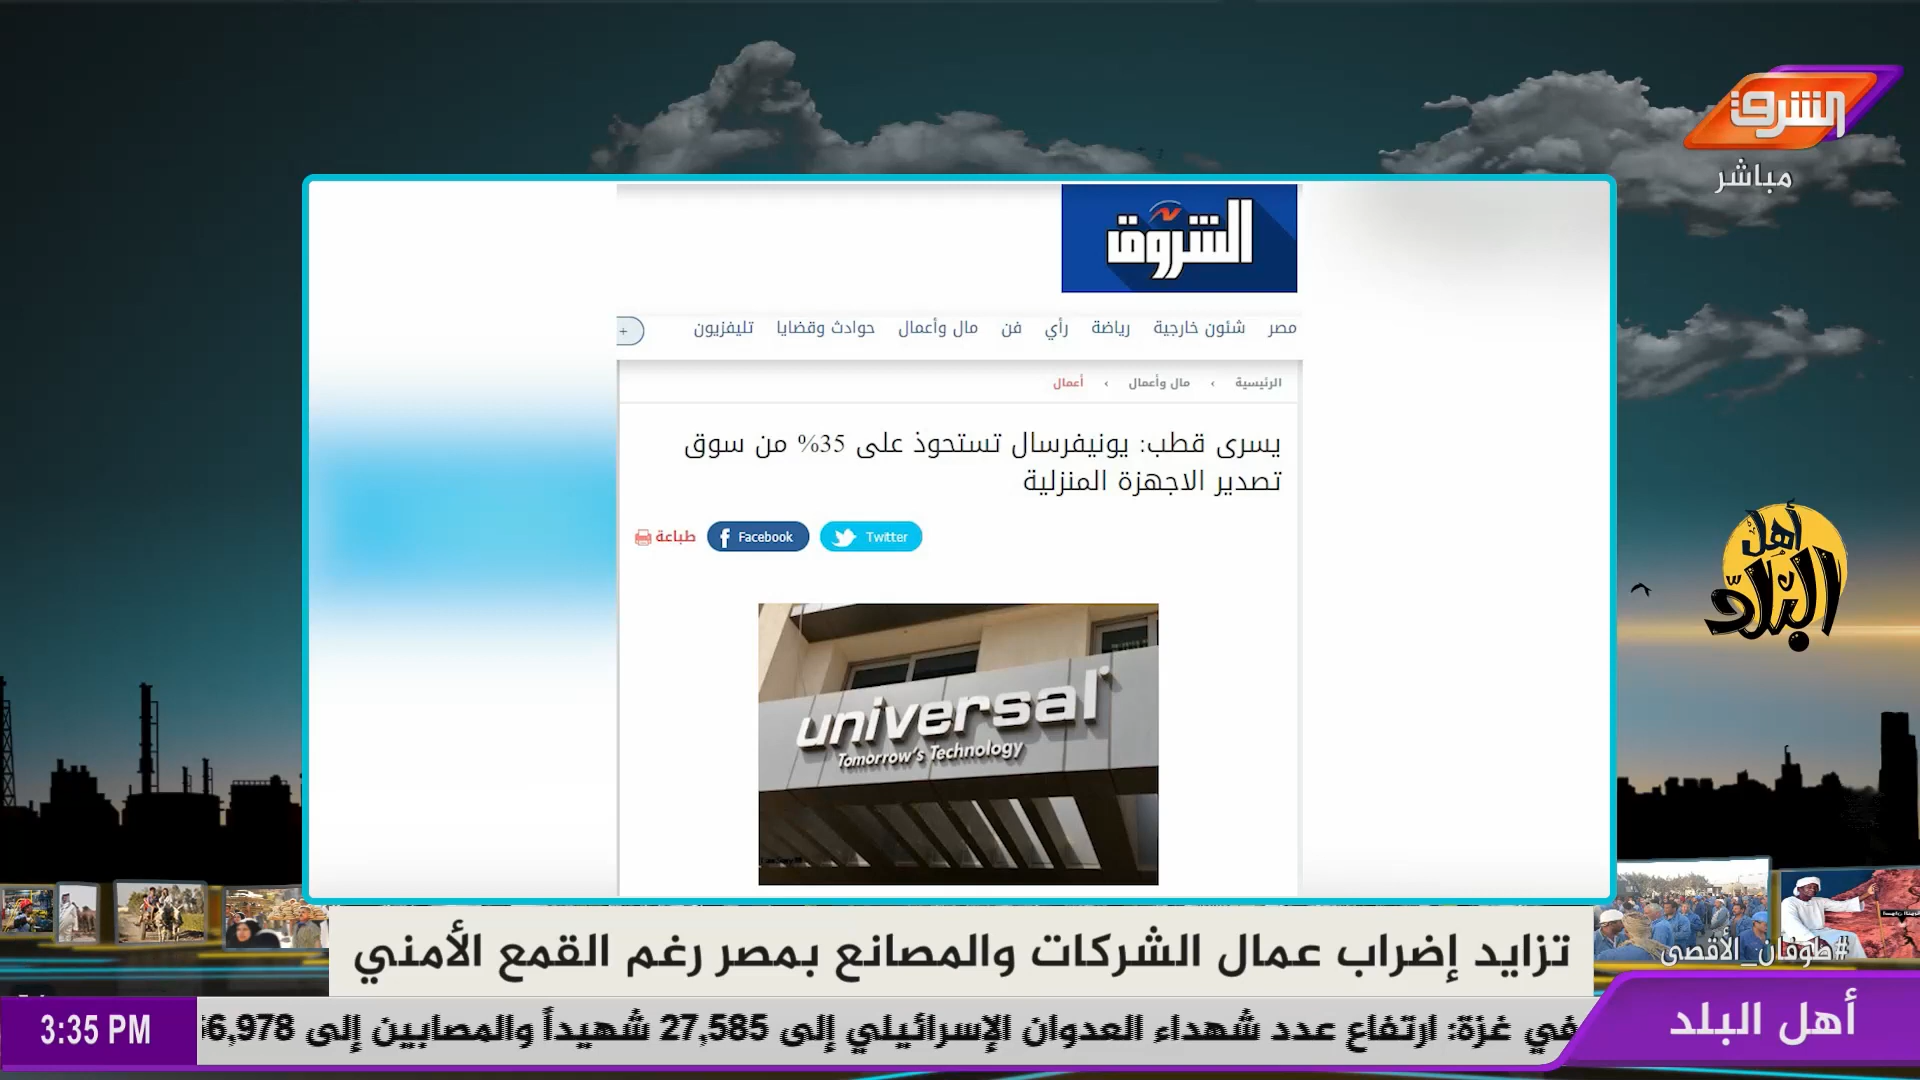 الشرق
مباشر
الشروق
مصر شئون خارجية رياضة رأي فن مال وأعمال حوادث وقضايا تليفزيون +
الرئيسية › مال وأعمال › أعمال
يسرى قطب: يونيفرسال تستحوذ على 35% من سوق
تصدير الاجهزة المنزلية
Twitter Facebook طباعة
universal
Tomorrow's Technology
أهل
البلد
تزايد إضراب عمال الشركات والمصانع بمصر رغم القمع الأمني
#طوفان_الأقصى
أهل البلد
في غزة: ارتفاع عدد شهداء العدوان الإسرائيلي إلى 27,585 شهيداً والمصابين إلى 6,978
3:35 PM